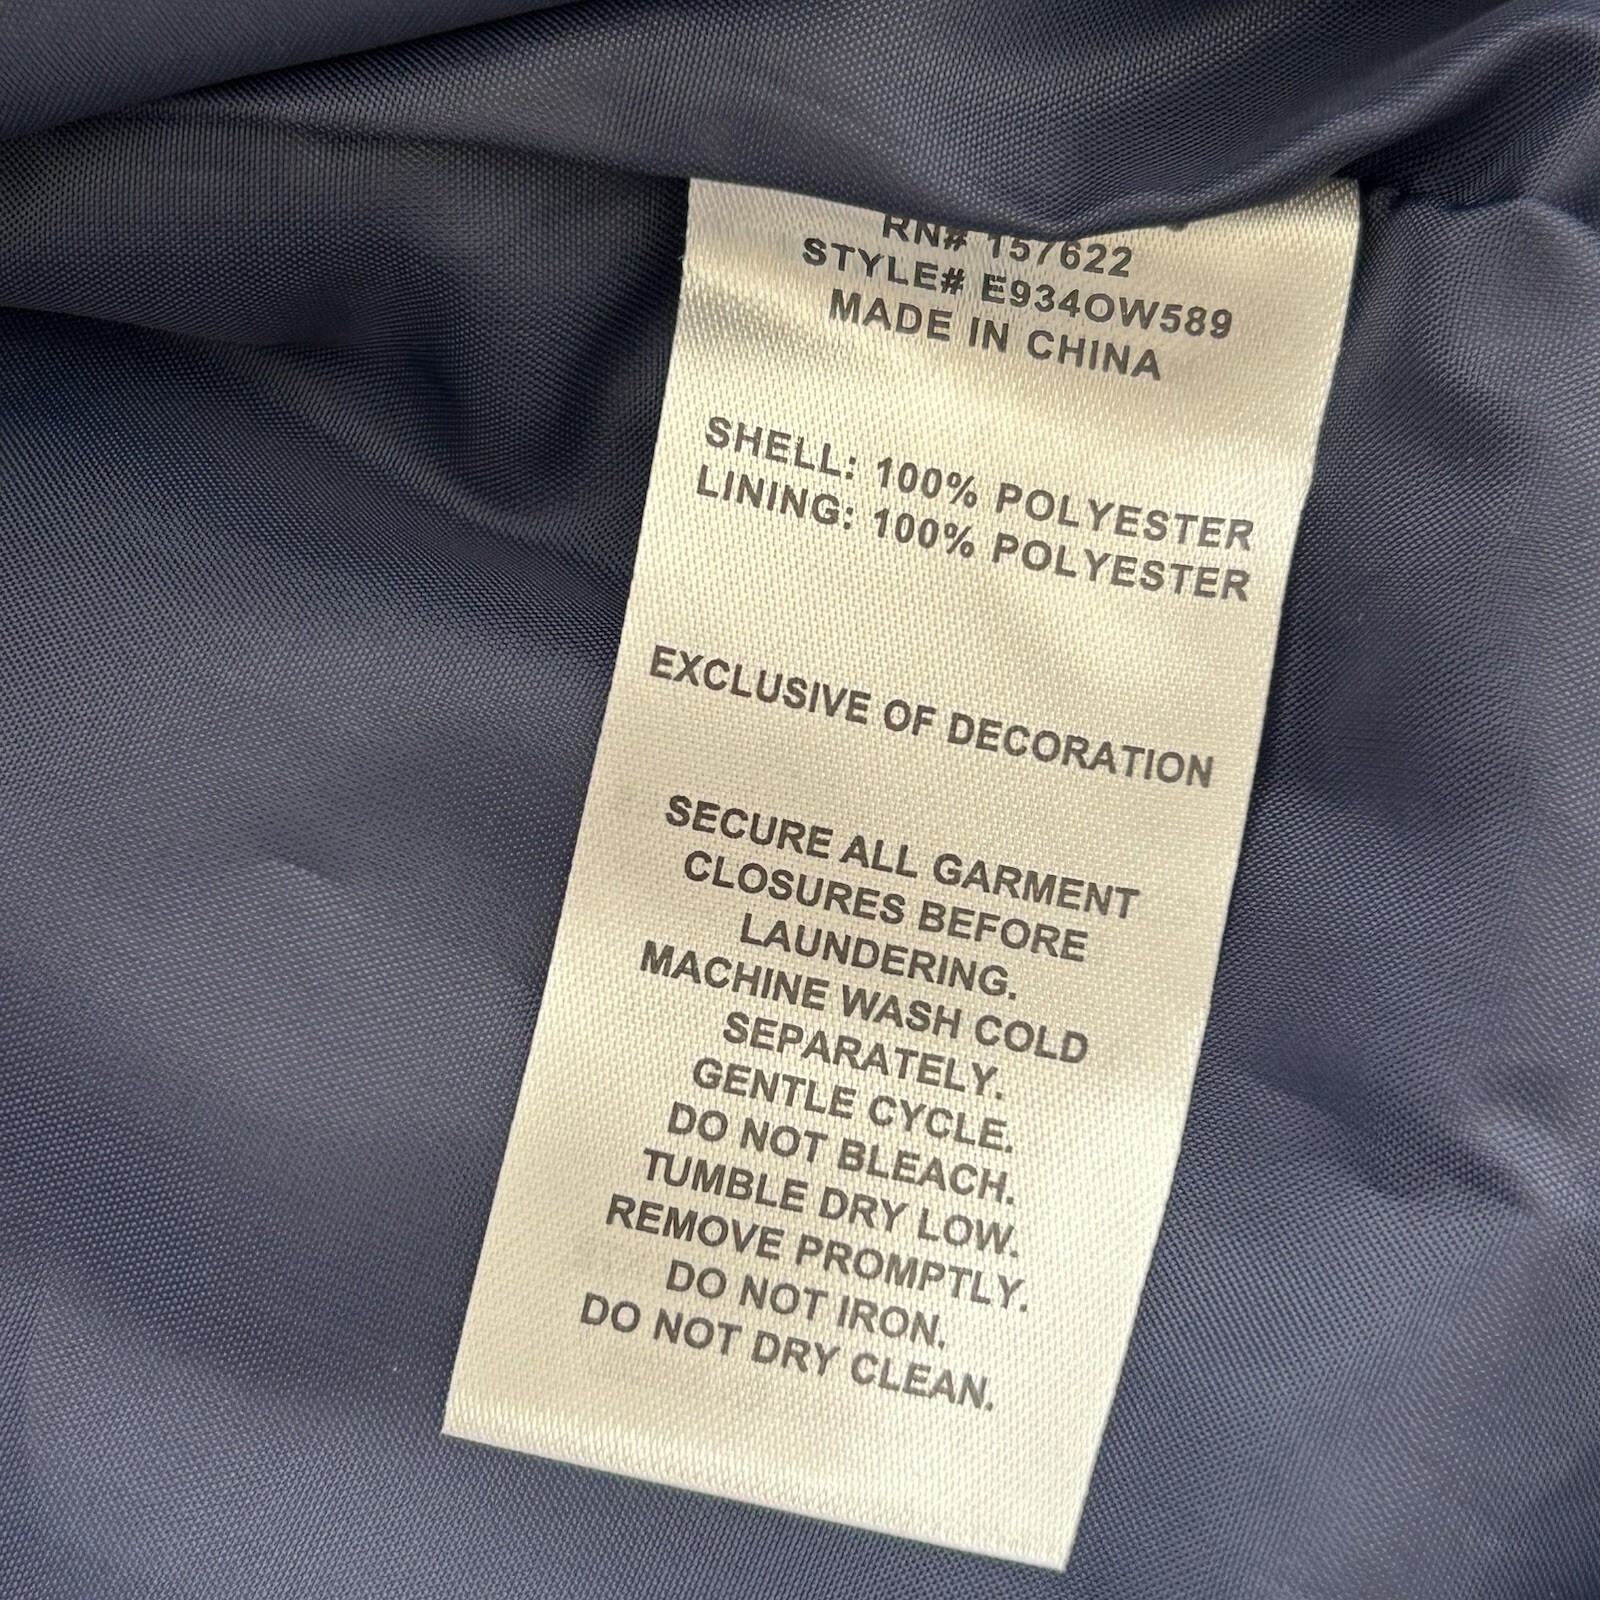 RN# 157622
STYLE# E934OW589
MADE IN CHINA
SHELL: 100% POLYESTER
LINING: 100% POLYESTER
EXCLUSIVE OF DECORATION
SECURE ALL GARMENT
CLOSURES BEFORE
LAUNDERING.
MACHINE WASH COLD
SEPARATELY.
GENTLE CYCLE.
DO NOT BLEACH.
TUMBLE DRY LOW.
REMOVE PROMPTLY.
DO NOT IRON.
DO NOT DRY CLEAN.